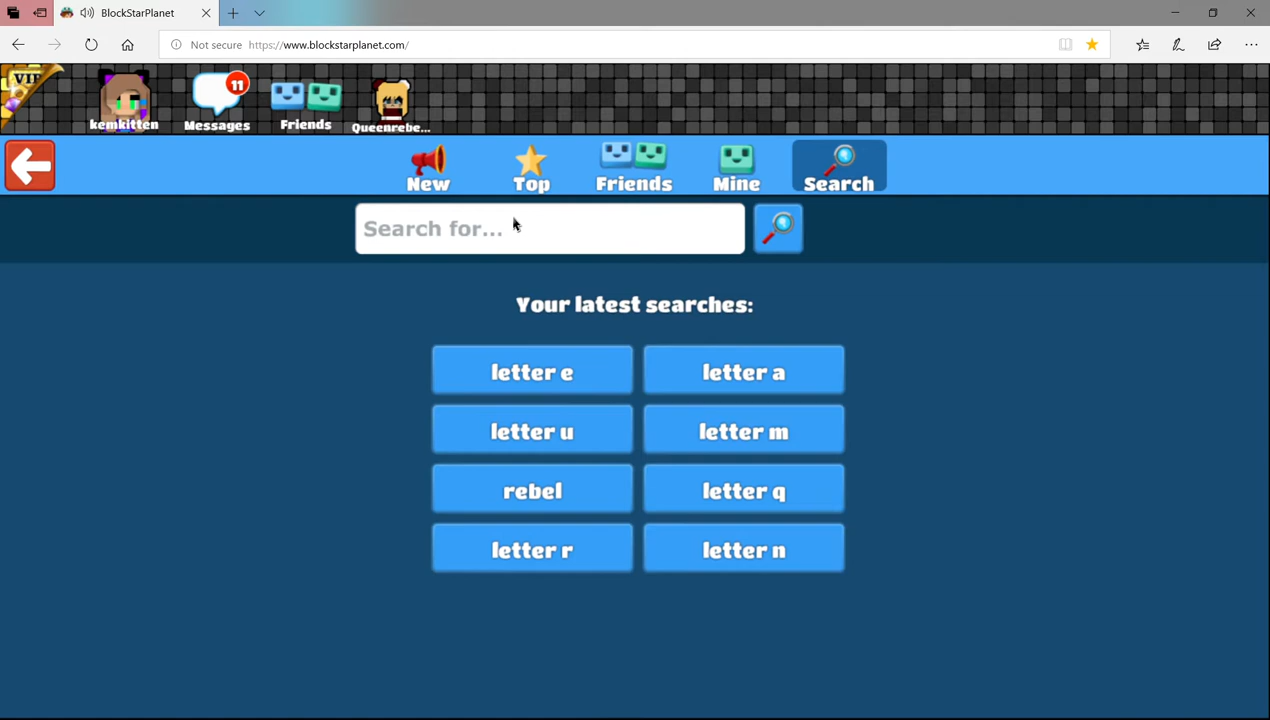 BlockStarPlanet
Not secure https://www.blockstarplanet.com/
VIP
kemkitten
Messages
11
Friends
Queenrebe...
New
Top
Friends
Mine
Search
Search for...
Your latest searches:
letter e
letter a
letter u
letter m
rebel
letter q
letter r
letter n